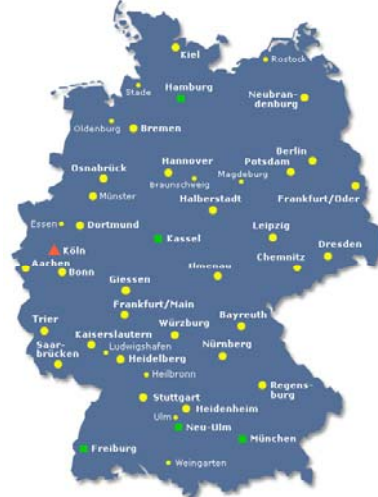 Kiel
Rostock
Stade
Hamburg
Neubran-
denburg
Oldenburg
Bremen
Berlin
Hannover
Potsdam
Osnabrück
Braunschweig
Magdeburg
Münster
Halberstadt
Frankfurt/Oder
Essen
Dortmund
Kassel
Leipzig
Köln
Dresden
Aachen
Bonn
Ilmenau
Chemnitz
Giessen
Frankfurt/Main
Trier
Würzburg
Bayreuth
Kaiserslautern
Saar-
brücken
Ludwigshafen
Heidelberg
Nürnberg
Heilbronn
Regens-
burg
Stuttgart
Heidenheim
Ulm
Neu-Ulm
München
Freiburg
Weingarten